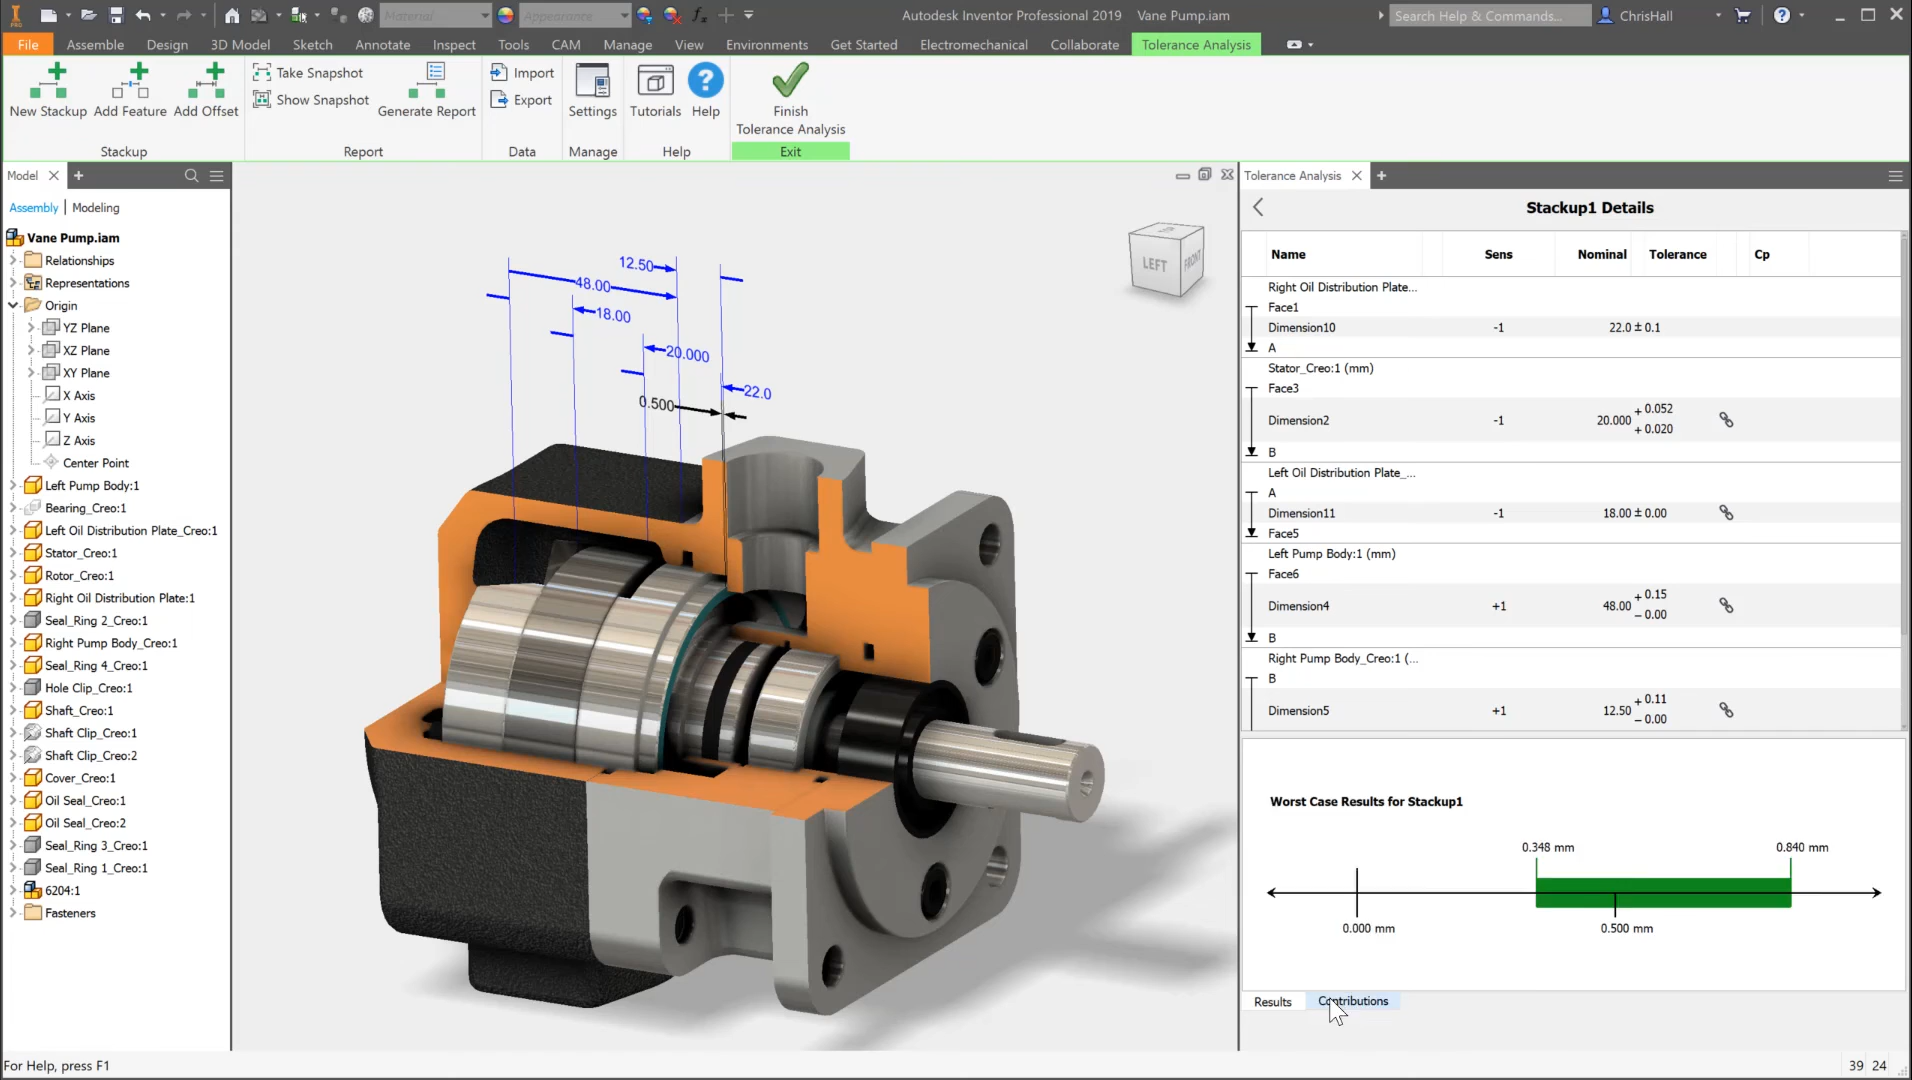 Material
Appearance
Autodesk Inventor Professional 2019 Vane Pump.iam
Search Help & Commands...
ChrisHall
File Assemble Design 3D Model Sketch Annotate Inspect Tools CAM Manage View Environments Get Started Electromechanical Collaborate Tolerance Analysis
New Stackup Add Feature Add Offset
Take Snapshot
Show Snapshot
Generate Report
Import
Export
Settings
Tutorials
Help
Finish
Tolerance Analysis
Stackup Report Data Manage Help Exit
Model
Assembly | Modeling
Vane Pump.iam
Relationships
Representations
Origin
YZ Plane
XZ Plane
XY Plane
X Axis
Y Axis
Z Axis
Center Point
Left Pump Body:1
Bearing_Creo:1
Left Oil Distribution Plate_Creo:1
Stator_Creo:1
Rotor_Creo:1
Right Oil Distribution Plate:1
Seal_Ring 2_Creo:1
Right Pump Body_Creo:1
Seal_Ring 4_Creo:1
Hole Clip_Creo:1
Shaft_Creo:1
Shaft Clip_Creo:1
Shaft Clip_Creo:2
Cover_Creo:1
Oil Seal_Creo:1
Oil Seal_Creo:2
Seal_Ring 3_Creo:1
Seal_Ring 1_Creo:1
6204:1
Fasteners
12.50
48.00
18.00
20.000
22.0
0.500
LEFT
FRONT
Tolerance Analysis
Stackup1 Details
Name Sens Nominal Tolerance Cp
Right Oil Distribution Plate...
Face1
Dimension10 -1 22.0 ± 0.1
A
Stator_Creo:1 (mm)
Face3
Dimension2 -1 20.000 + 0.052 + 0.020
B
Left Oil Distribution Plate_...
A
Dimension11 -1 18.00 ± 0.00
Face5
Left Pump Body:1 (mm)
Face6
Dimension4 +1 48.00 + 0.15 − 0.00
B
Right Pump Body_Creo:1 (...
B
Dimension5 +1 12.50 + 0.11 − 0.00
Worst Case Results for Stackup1
0.348 mm 0.840 mm
0.000 mm 0.500 mm
Results Contributions
For Help, press F1
39 24